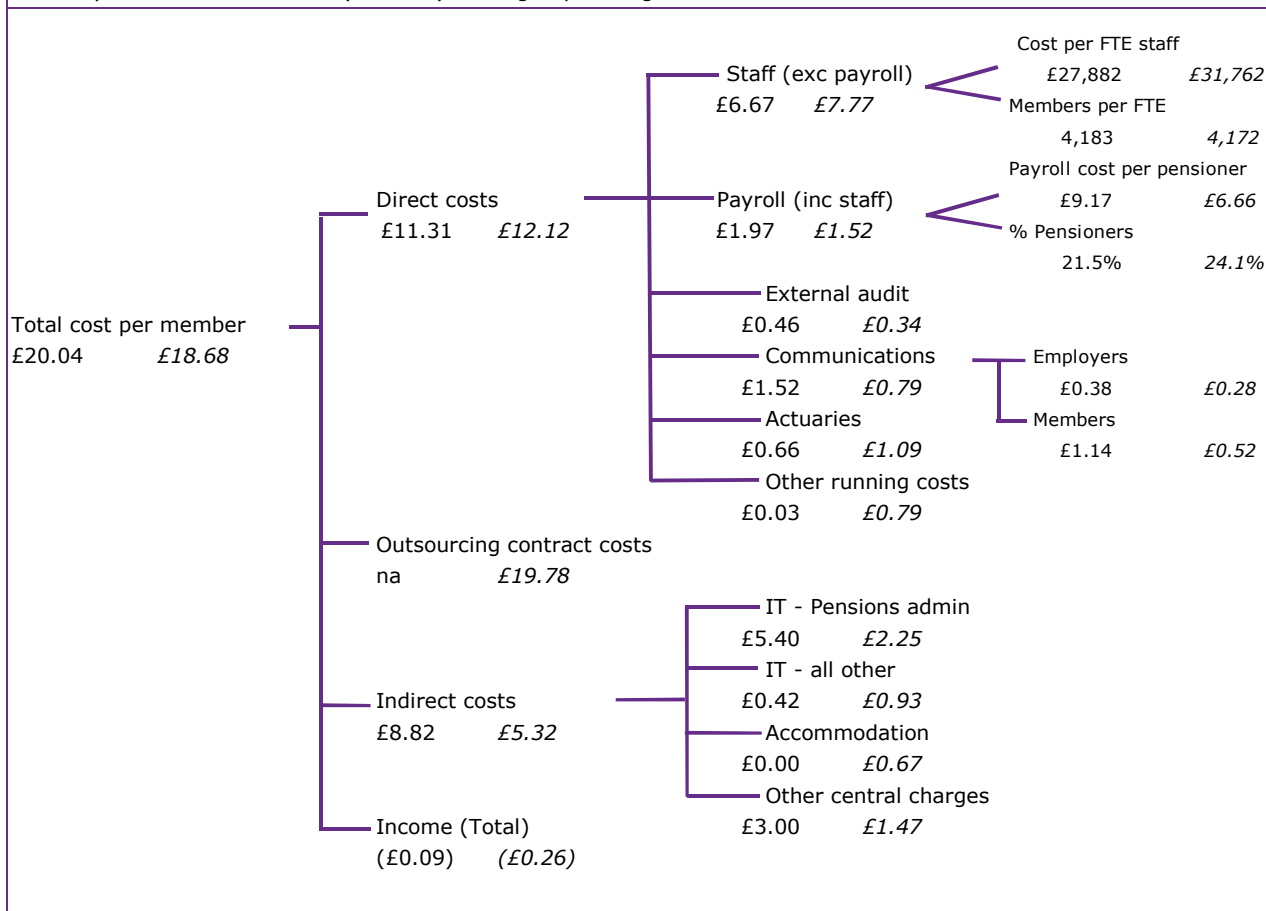 Cost per FTE staff
Staff (exc payroll) £27,882 £31,762
£6.67 £7.77 Members per FTE
4,183 4,172
Payroll cost per pensioner
Direct costs Payroll (inc staff) £9.17 £6.66
£11.31 £12.12 £1.97 £1.52 % Pensioners
21.5% 24.1%
External audit
Total cost per member £0.46 £0.34
£20.04 £18.68 Communications Employers
£1.52 £0.79 £0.38 £0.28
Actuaries Members
£0.66 £1.09 £1.14 £0.52
Other running costs
£0.03 £0.79
Outsourcing contract costs
na £19.78
IT - Pensions admin
£5.40 £2.25
IT - all other
Indirect costs £0.42 £0.93
£8.82 £5.32 Accommodation
£0.00 £0.67
Other central charges
Income (Total) £3.00 £1.47
(£0.09) (£0.26)